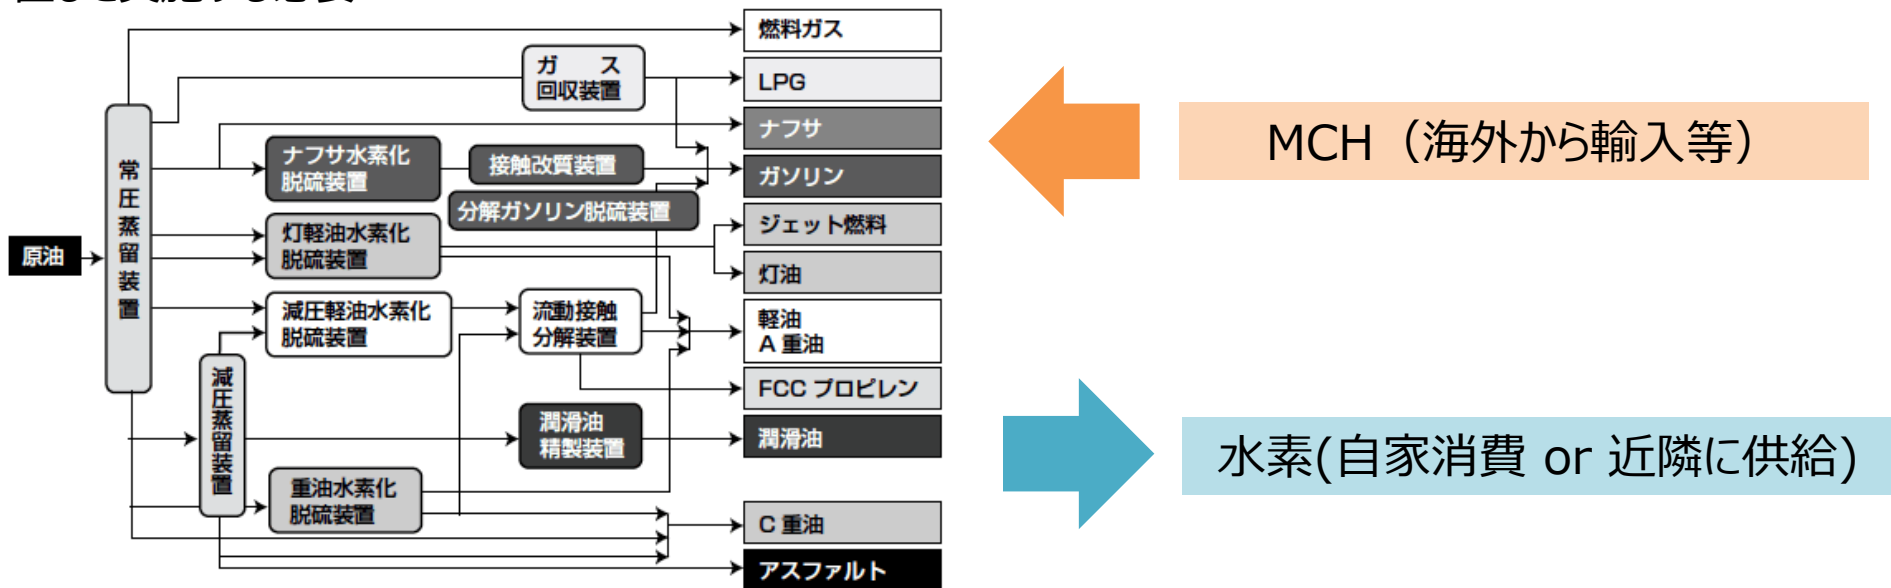 燃料ガス
ガス
回収装置
LPG
ナフサ
ナフサ水素化
脱硫装置
接触改質装置
ガソリン
分解ガソリン脱硫装置
常圧蒸留装置
灯軽油水素化
脱硫装置
ジェット燃料
原油
灯油
減圧軽油水素化
脱硫装置
流動接触
分解装置
軽油
A 重油
減圧蒸留装置
FCC プロピレン
潤滑油
精製装置
潤滑油
重油水素化
脱硫装置
C 重油
アスファルト
MCH（海外から輸入等）
水素(自家消費 or 近隣に供給)